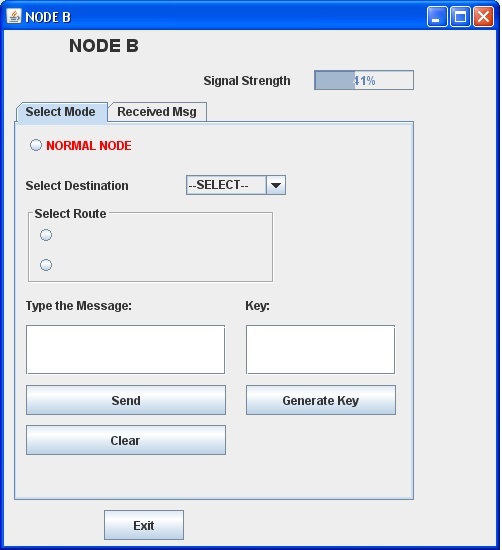 NODE B
NODE B
Signal Strength 41%
Select Mode Received Msg
NORMAL NODE
Select Destination --SELECT--
Select Route
Type the Message: Key:
Send Generate Key
Clear
Exit